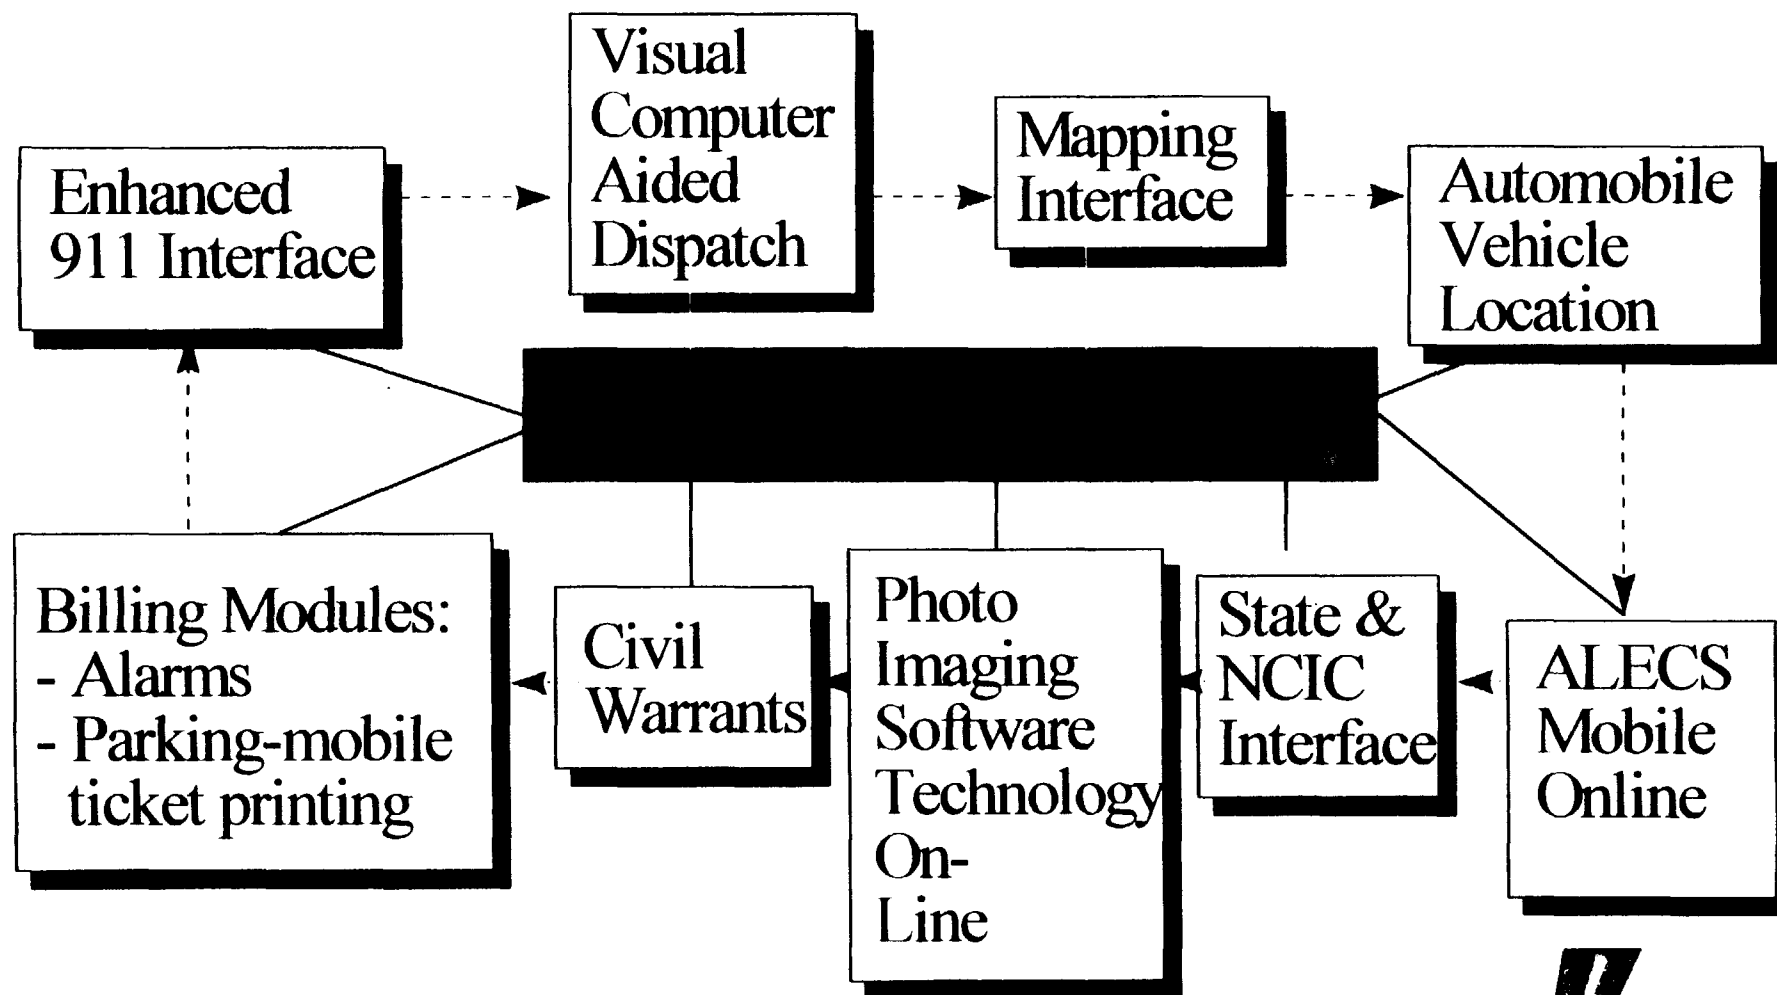 Visual
Computer
Aided
Dispatch
Mapping
Interface
Enhanced
911 Interface
Automobile
Vehicle
Location
Billing Modules:
- Alarms
- Parking-mobile
ticket printing
Civil
Warrants
Photo
Imaging
Software
Technology
On-
Line
State &
NCIC
Interface
ALECS
Mobile
Online